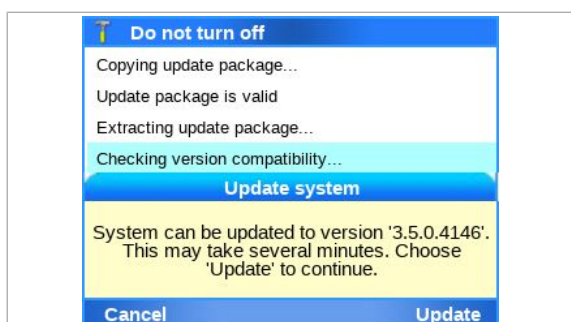 Do not turn off
Copying update package...
Update package is valid
Extracting update package...
Checking version compatibility...
Update system
System can be updated to version '3.5.0.4146'.
This may take several minutes. Choose
'Update' to continue.
Cancel Update